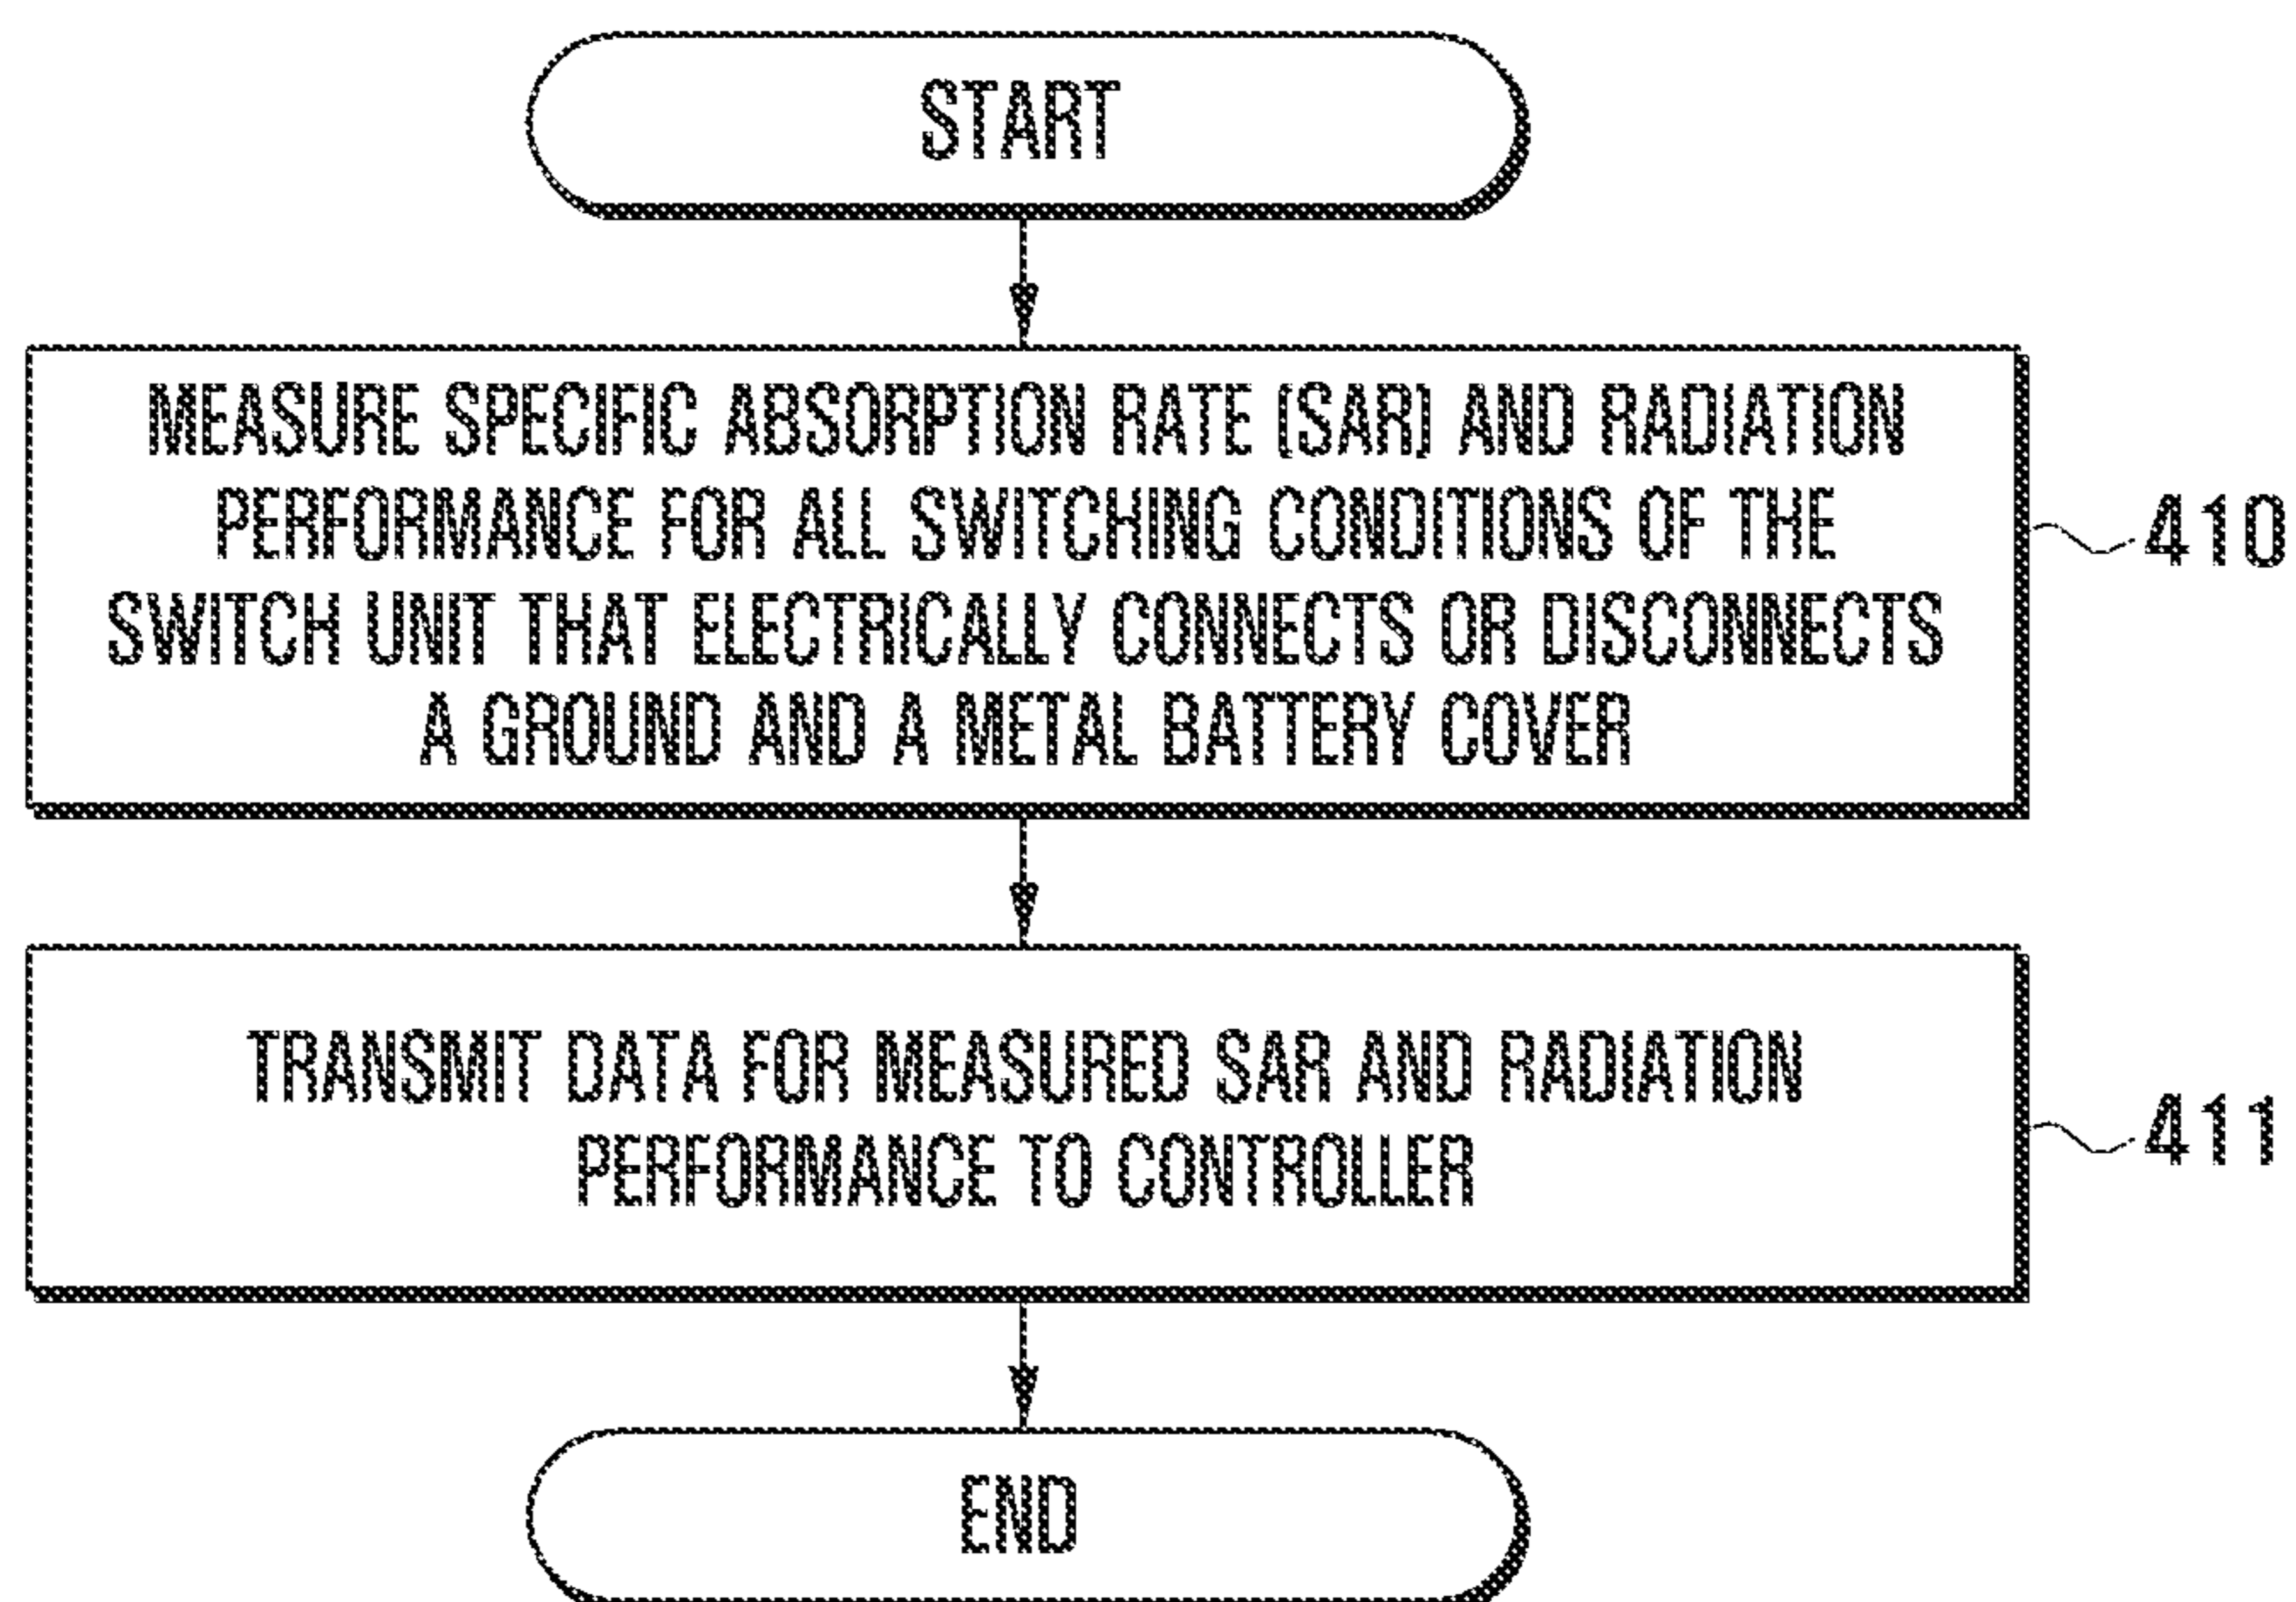 START
MEASURE SPECIFIC ABSORPTION RATE (SAR) AND RADIATION
PERFORMANCE FOR ALL SWITCHING CONDITIONS OF THE
SWITCH UNIT THAT ELECTRICALLY CONNECTS OR DISCONNECTS
A GROUND AND A METAL BATTERY COVER
410
TRANSMIT DATA FOR MEASURED SAR AND RADIATION
PERFORMANCE TO CONTROLLER
411
END